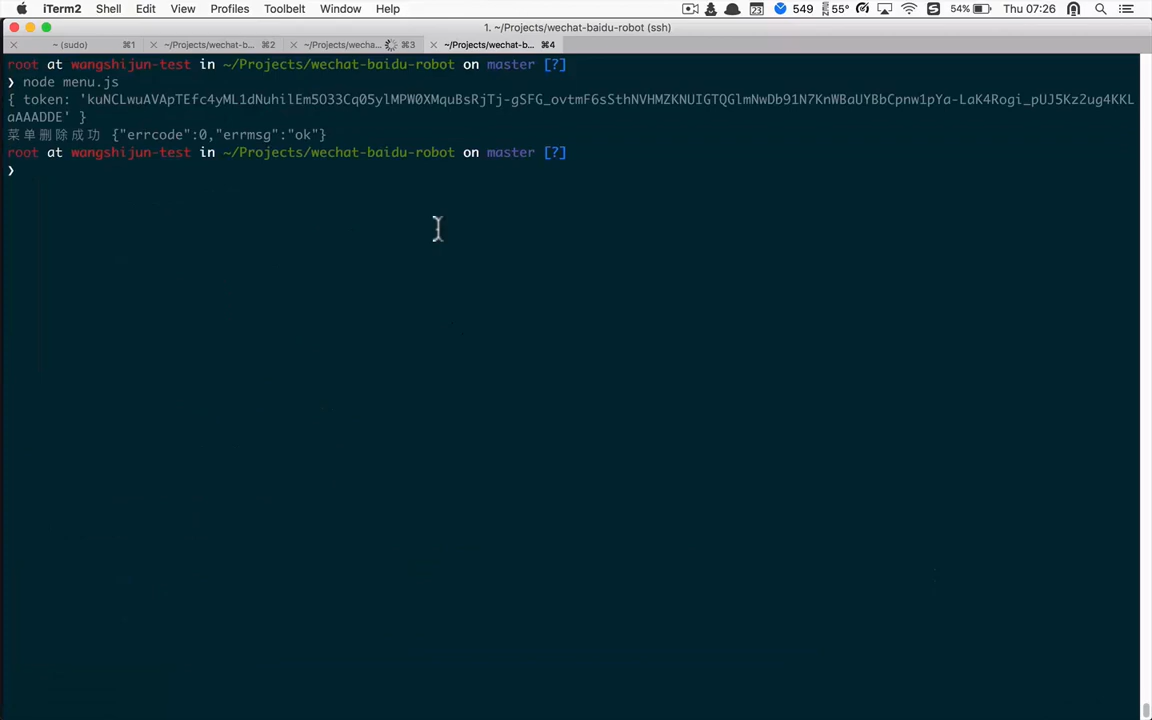 iTerm2 Shell Edit View Profiles Toolbelt Window Help 23 549 55° 54% Thu 07:26
1. ~/Projects/wechat-baidu-robot (ssh)
~ (sudo) ⌘1 ~/Projects/wechat-b... ⌘2 ~/Projects/wecha... ⌘3 ~/Projects/wechat-b... ⌘4
root at wangshijun-test in ~/Projects/wechat-baidu-robot on master [?]
❯ node menu.js
{ token: 'kuNCLwuAVApTEfc4yML1dNuhilEm5O33Cq05ylMPW0XMquBsRjTj-gSFG_ovtmF6sSthNVHMZKNUIGTQGlmNwDb91N7KnWBaUYBbCpnw1pYa-LaK4Rogi_pUJ5Kz2ug4KKL
aAAADDE' }
菜单删除成功 {"errcode":0,"errmsg":"ok"}
root at wangshijun-test in ~/Projects/wechat-baidu-robot on master [?]
❯